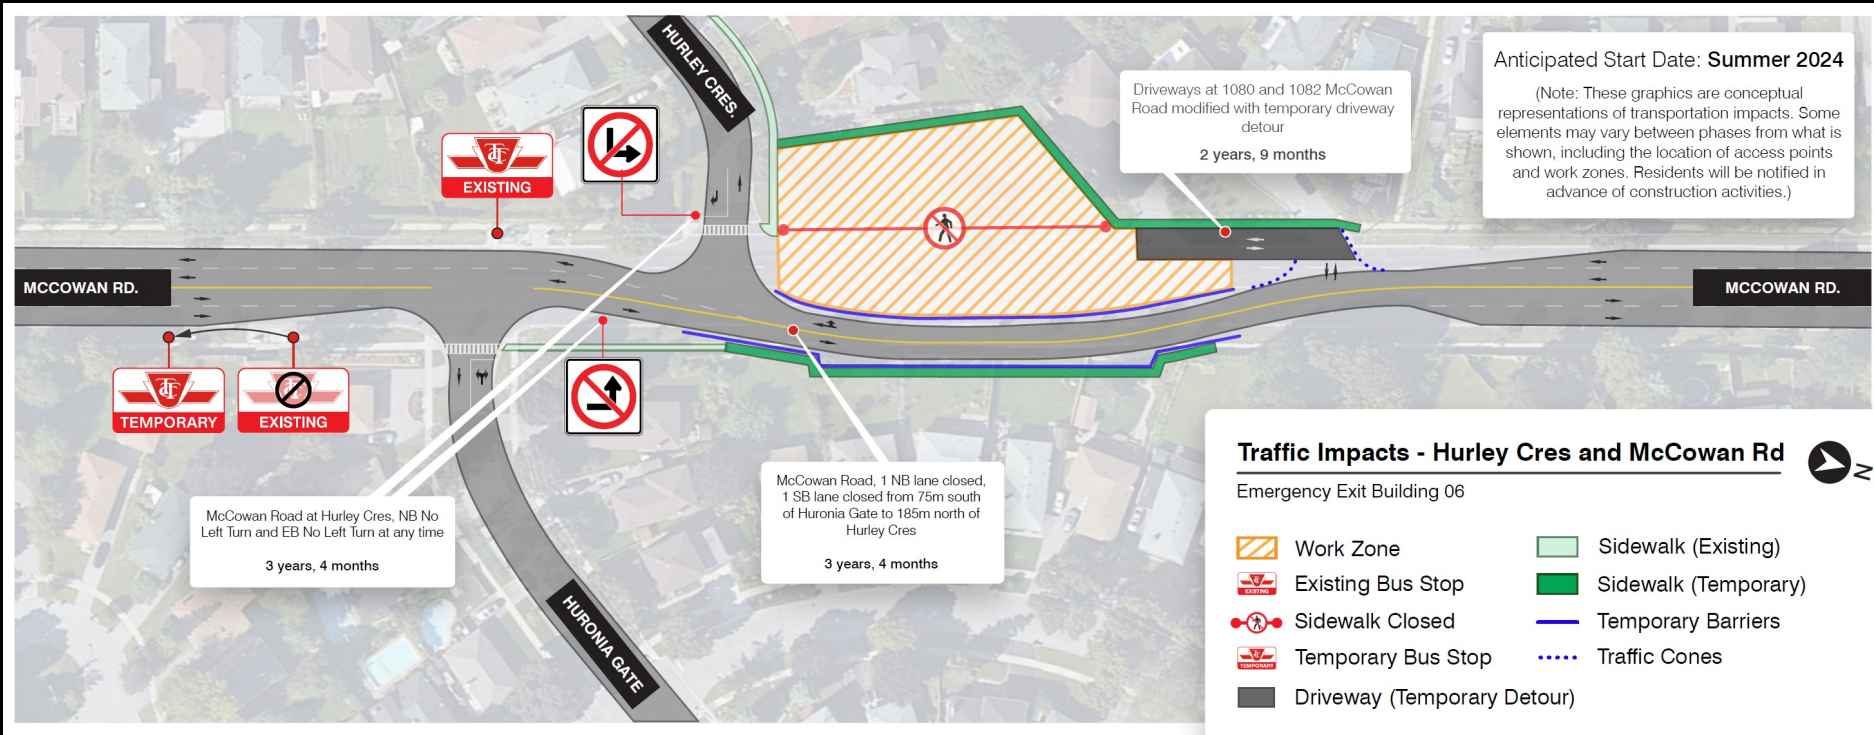 HURLEY CRES.
Anticipated Start Date: Summer 2024
(Note: These graphics are conceptual
representations of transportation impacts. Some
elements may vary between phases from what is
shown, including the location of access points
and work zones. Residents will be notified in
advance of construction activities.)
Driveways at 1080 and 1082 McCowan
Road modified with temporary driveway
detour
2 years, 9 months
TTC
EXISTING
MCCOWAN RD.
MCCOWAN RD.
TTC
TEMPORARY
TTC
EXISTING
McCowan Road at Hurley Cres, NB No
Left Turn and EB No Left Turn at any time
3 years, 4 months
McCowan Road, 1 NB lane closed,
1 SB lane closed from 75m south
of Huronia Gate to 185m north of
Hurley Cres
3 years, 4 months
HURONIA GATE
Traffic Impacts - Hurley Cres and McCowan Rd
N
Emergency Exit Building 06
Work Zone
EXISTING
Existing Bus Stop
Sidewalk Closed
TEMPORARY
Temporary Bus Stop
Driveway (Temporary Detour)
Sidewalk (Existing)
Sidewalk (Temporary)
Temporary Barriers
Traffic Cones